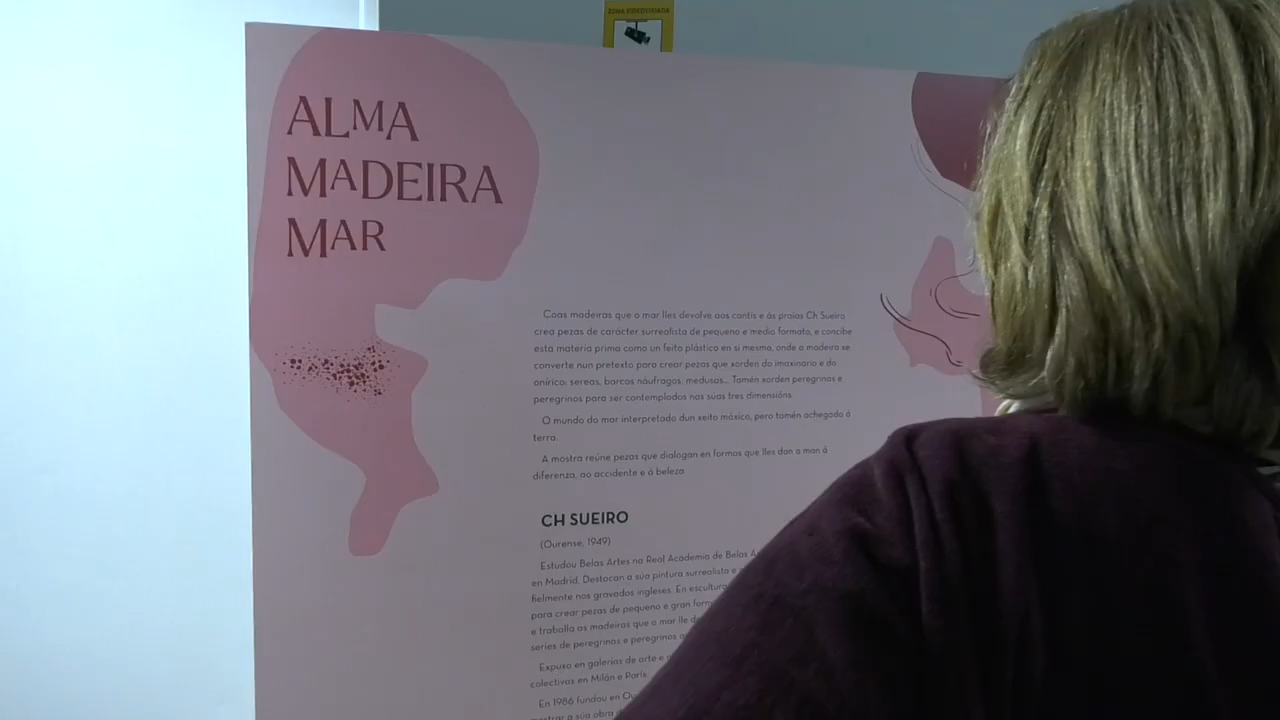 ZONA VIDEOVIXIADA
ALMA
MADEIRA
MAR
Coas madeiras que o mar lles devolve aos cantís e ás praias Ch Sueiro
crea pezas de carácter surrealista de pequeno e medio formato, e concibe
esta materia prima como un feito plástico en si mesmo, onde a madeira se
converte nun pretexto para crear pezas que xorden do imaxinario e do
onírico: sereas, barcos náufragos, medusas... Tamén xorden peregrinas e
peregrinos para ser contemplados nas súas tres dimensións.
O mundo do mar interpretado dun xeito máxico, pero tamén achegado á
terra.
A mostra reúne pezas que dialogan en formas que lles dan a man á
diferenza, ao accidente e á beleza
CH SUEIRO
(Ourense, 1949)
Estudou Belas Artes na Real Academia de Belas
en Madrid. Destacan a súa pintura surrealista e
fielmente nos gravados ingleses. En escultura
para crear pezas de pequeno e gran
e traballa as madeiras que o mar lle
series de peregrinas e peregrinos
Expuxo en galerías de arte e
colectivas en Milán e París.
En 1986 fundou en
mostrar a súa obra